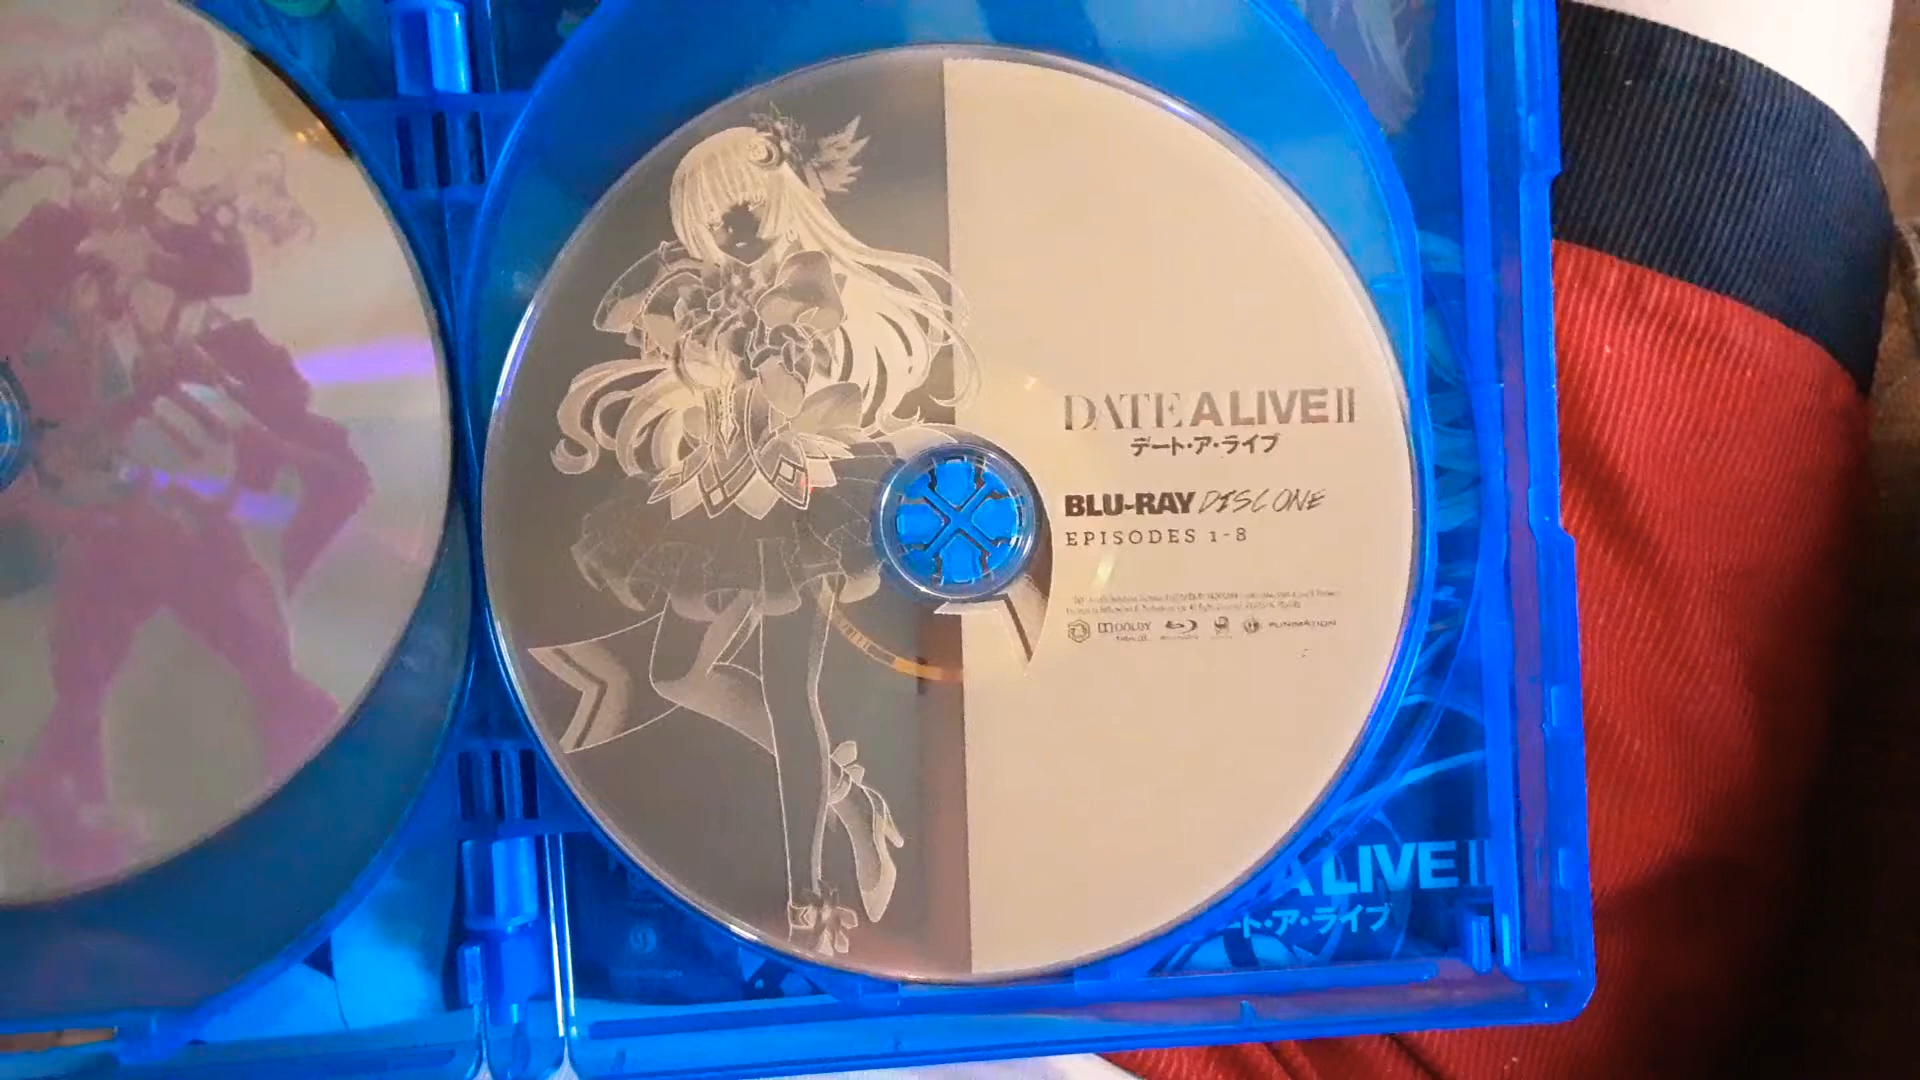 DATE A LIVE II
デート・ア・ライブ
BLU-RAY DISC ONE
EPISODES 1-8
DOLBY
FUNIMATION
A LIVE II
ート・ア・ライブ